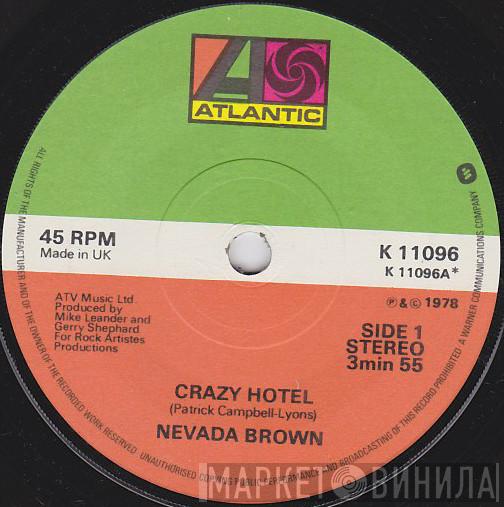 ATLANTIC
45 RPM
Made in UK
K 11096
K 11096A*
ATV Music Ltd.
Produced by
Mike Leander and
Gerry Shephard
For Rock Artistes
Productions
℗ & © 1978
SIDE 1
STEREO
3min 55
CRAZY HOTEL
(Patrick Campbell-Lyons)
NEVADA BROWN
ALL RIGHTS OF THE MANUFACTURER AND OF THE OWNER OF THE RECORDED WORK RESERVED. UNAUTHORISED COPYING PUBLIC PERFORMANCE AND BROADCASTING OF THIS RECORD PROHIBITED. A WARNER COMMUNICATIONS COMPANY
МАРКЕТ ВИНИЛА